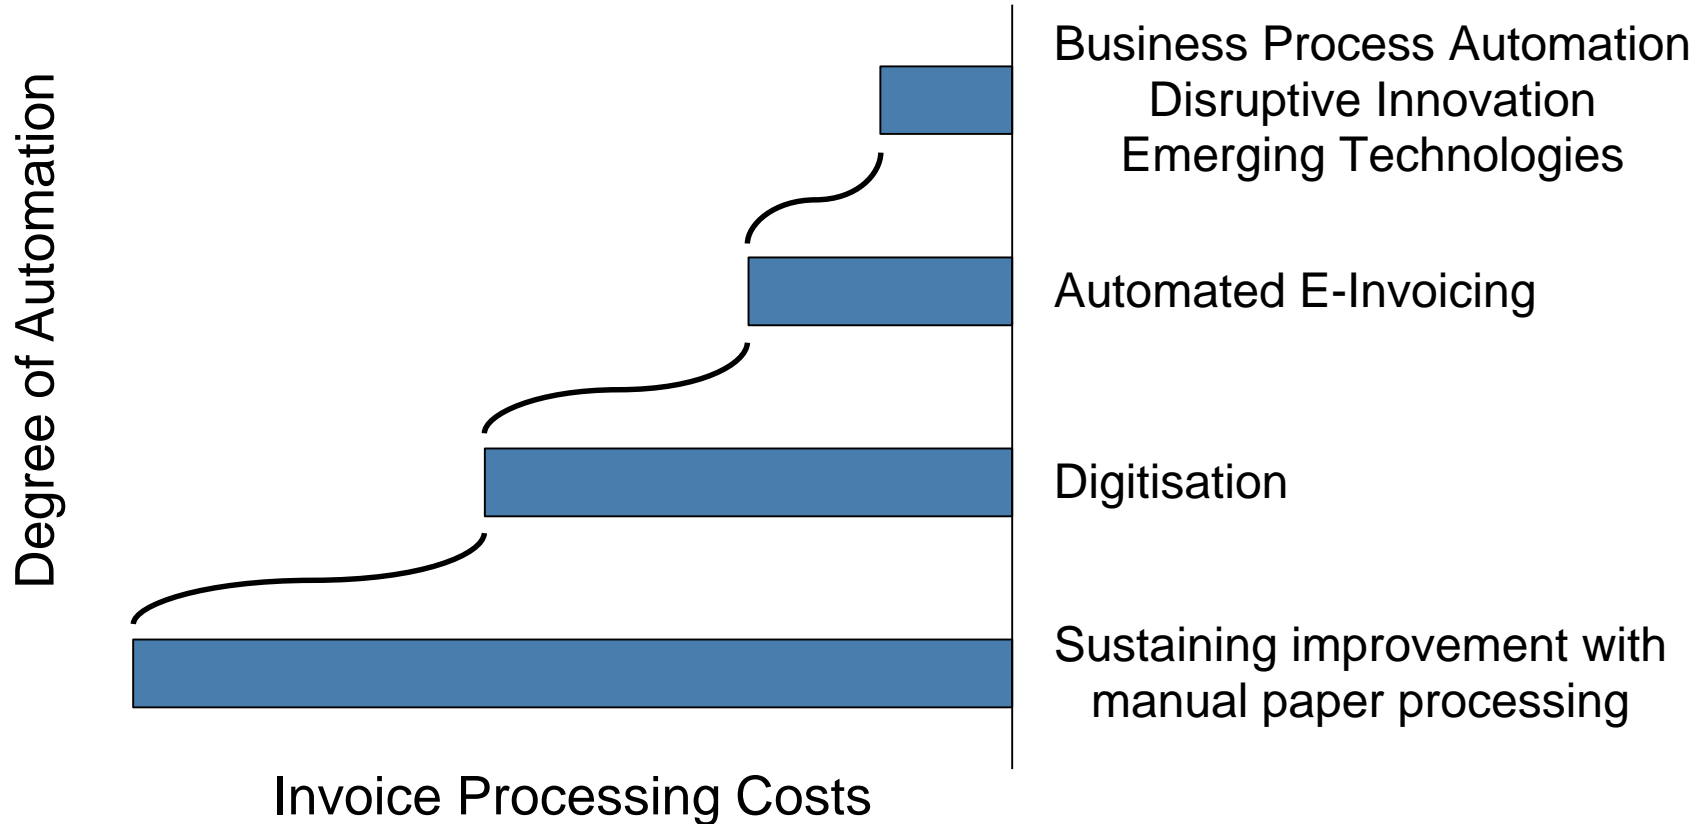 Degree of Automation
Business Process Automation
Disruptive Innovation
Emerging Technologies
Automated E-Invoicing
Digitisation
Sustaining improvement with
manual paper processing
Invoice Processing Costs